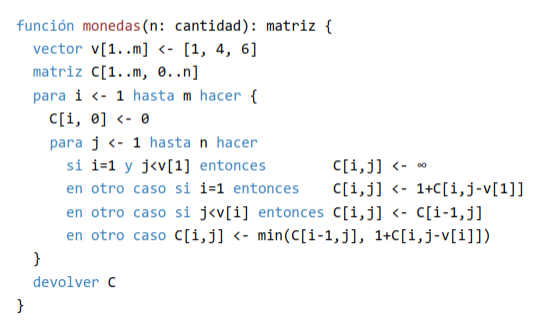 función monedas(n: cantidad): matriz {
  vector v[1..m] <- [1, 4, 6]
  matriz C[1..m, 0..n]
  para i <- 1 hasta m hacer {
    C[i, 0] <- 0
    para j <- 1 hasta n hacer
      si i=1 y j<v[1] entonces        C[i,j] <- ∞
      en otro caso si i=1 entonces    C[i,j] <- 1+C[i,j-v[1]]
      en otro caso si j<v[i] entonces C[i,j] <- C[i-1,j]
      en otro caso C[i,j] <- min(C[i-1,j], 1+C[i,j-v[i]])
  }
  devolver C
}